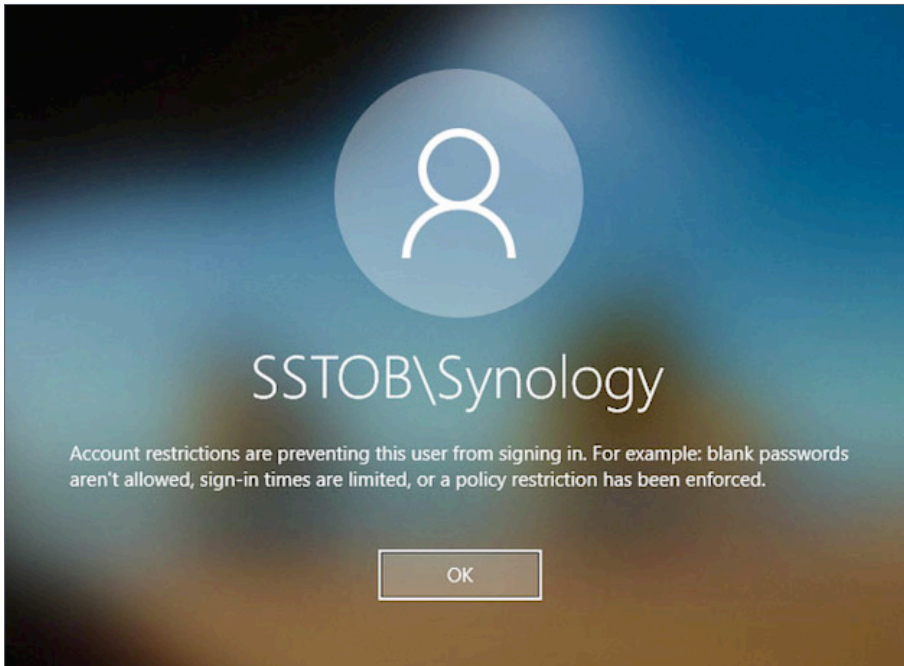 SSTOB\Synology
Account restrictions are preventing this user from signing in. For example: blank passwords
aren't allowed, sign-in times are limited, or a policy restriction has been enforced.
OK